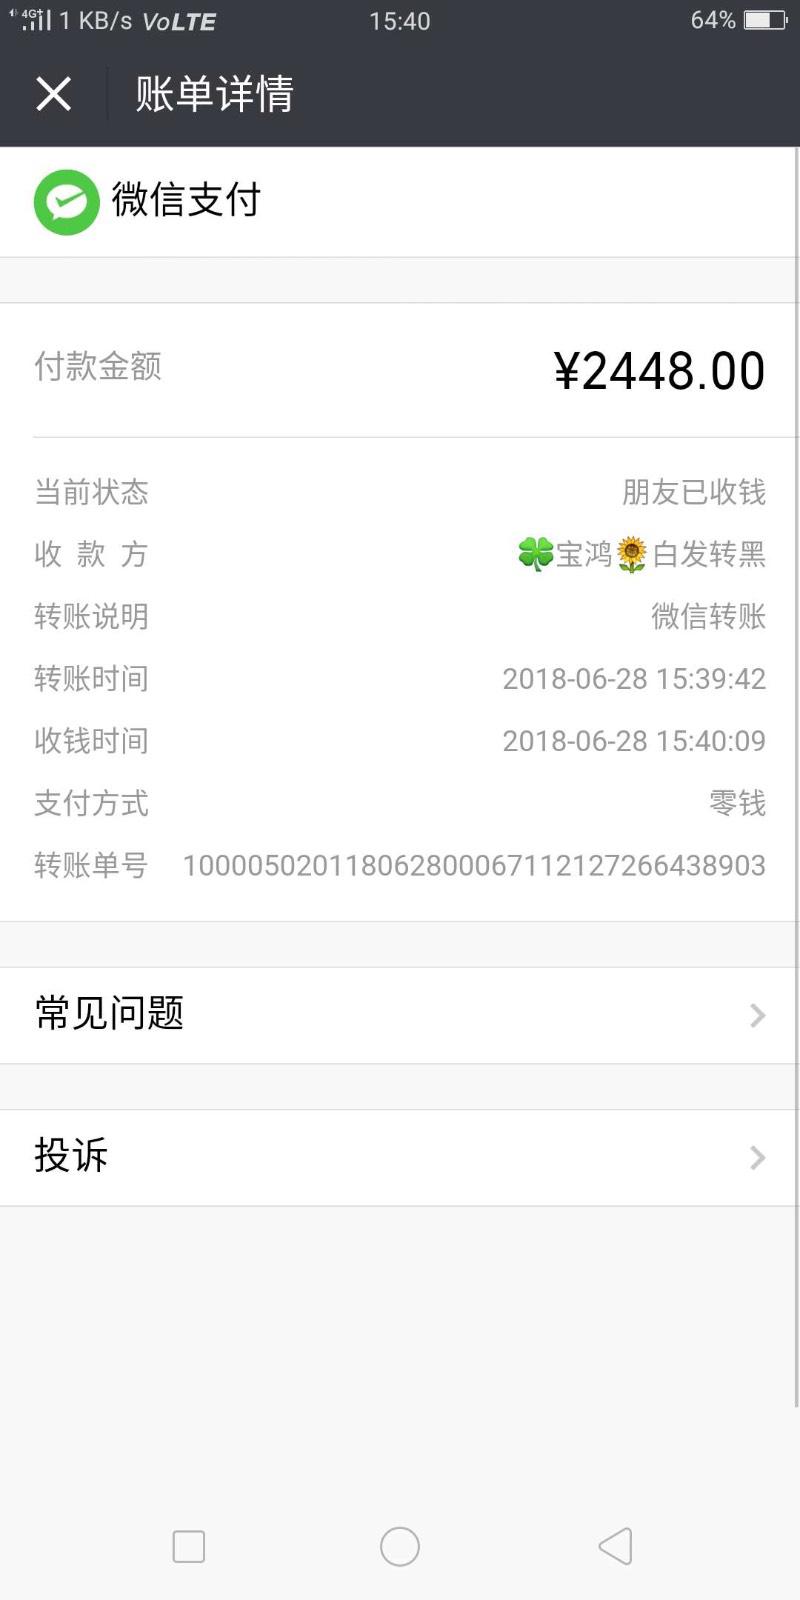 4G+ 1 KB/s VoLTE 15:40 64%
账单详情
微信支付
付款金额 ¥2448.00
当前状态 朋友已收钱
收款方 🍀宝鸿🌻白发转黑
转账说明 微信转账
转账时间 2018-06-28 15:39:42
收钱时间 2018-06-28 15:40:09
支付方式 零钱
转账单号 100005020118062800067112127266438903
常见问题
投诉